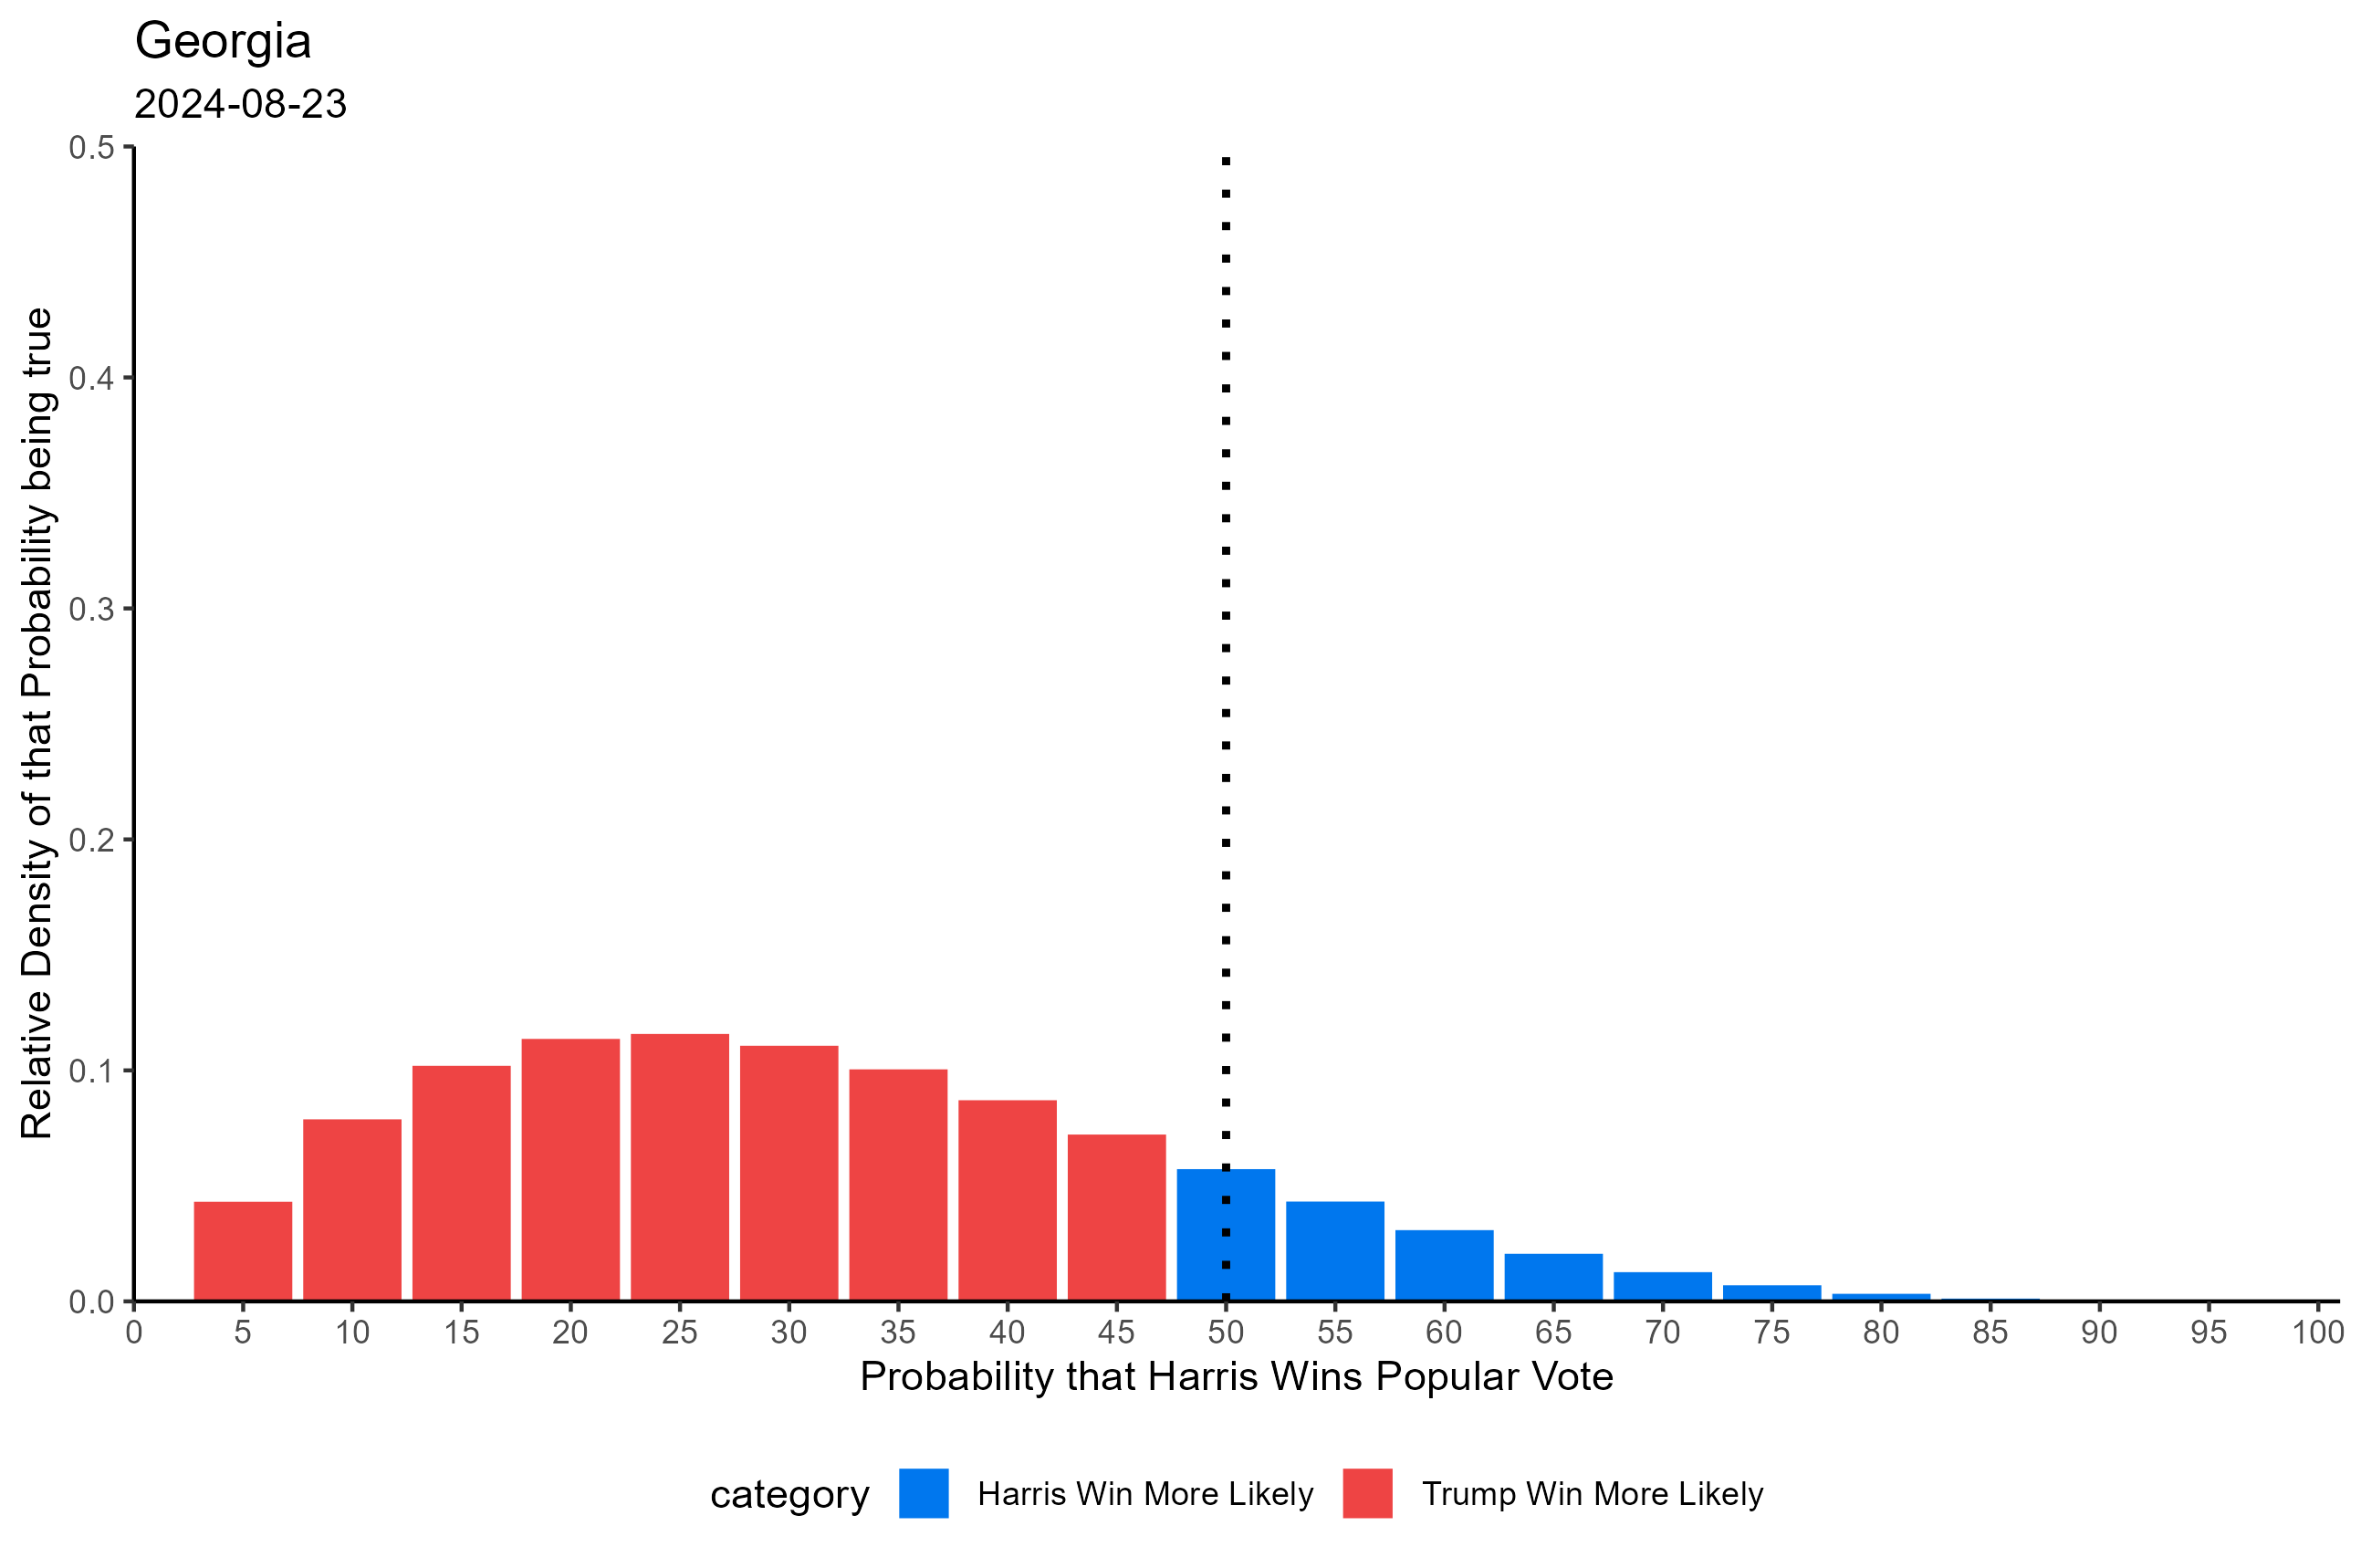 Georgia
2024-08-23
Relative Density of that Probability being true
0.5
0.4
0.3
0.2
0.1
0.0
0 5 10 15 20 25 30 35 40 45 50 55 60 65 70 75 80 85 90 95 100
Probability that Harris Wins Popular Vote
category Harris Win More Likely Trump Win More Likely